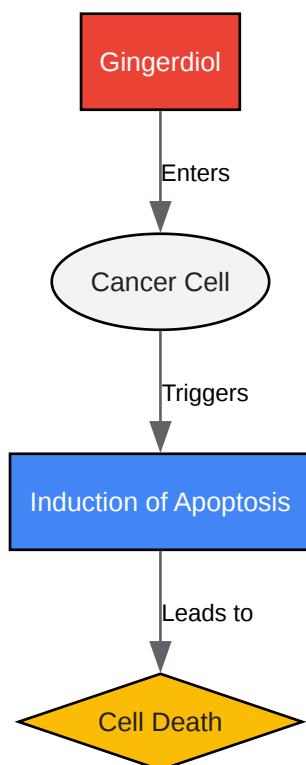 Gingerdiol
Enters
Cancer Cell
Triggers
Induction of Apoptosis
Leads to
Cell Death